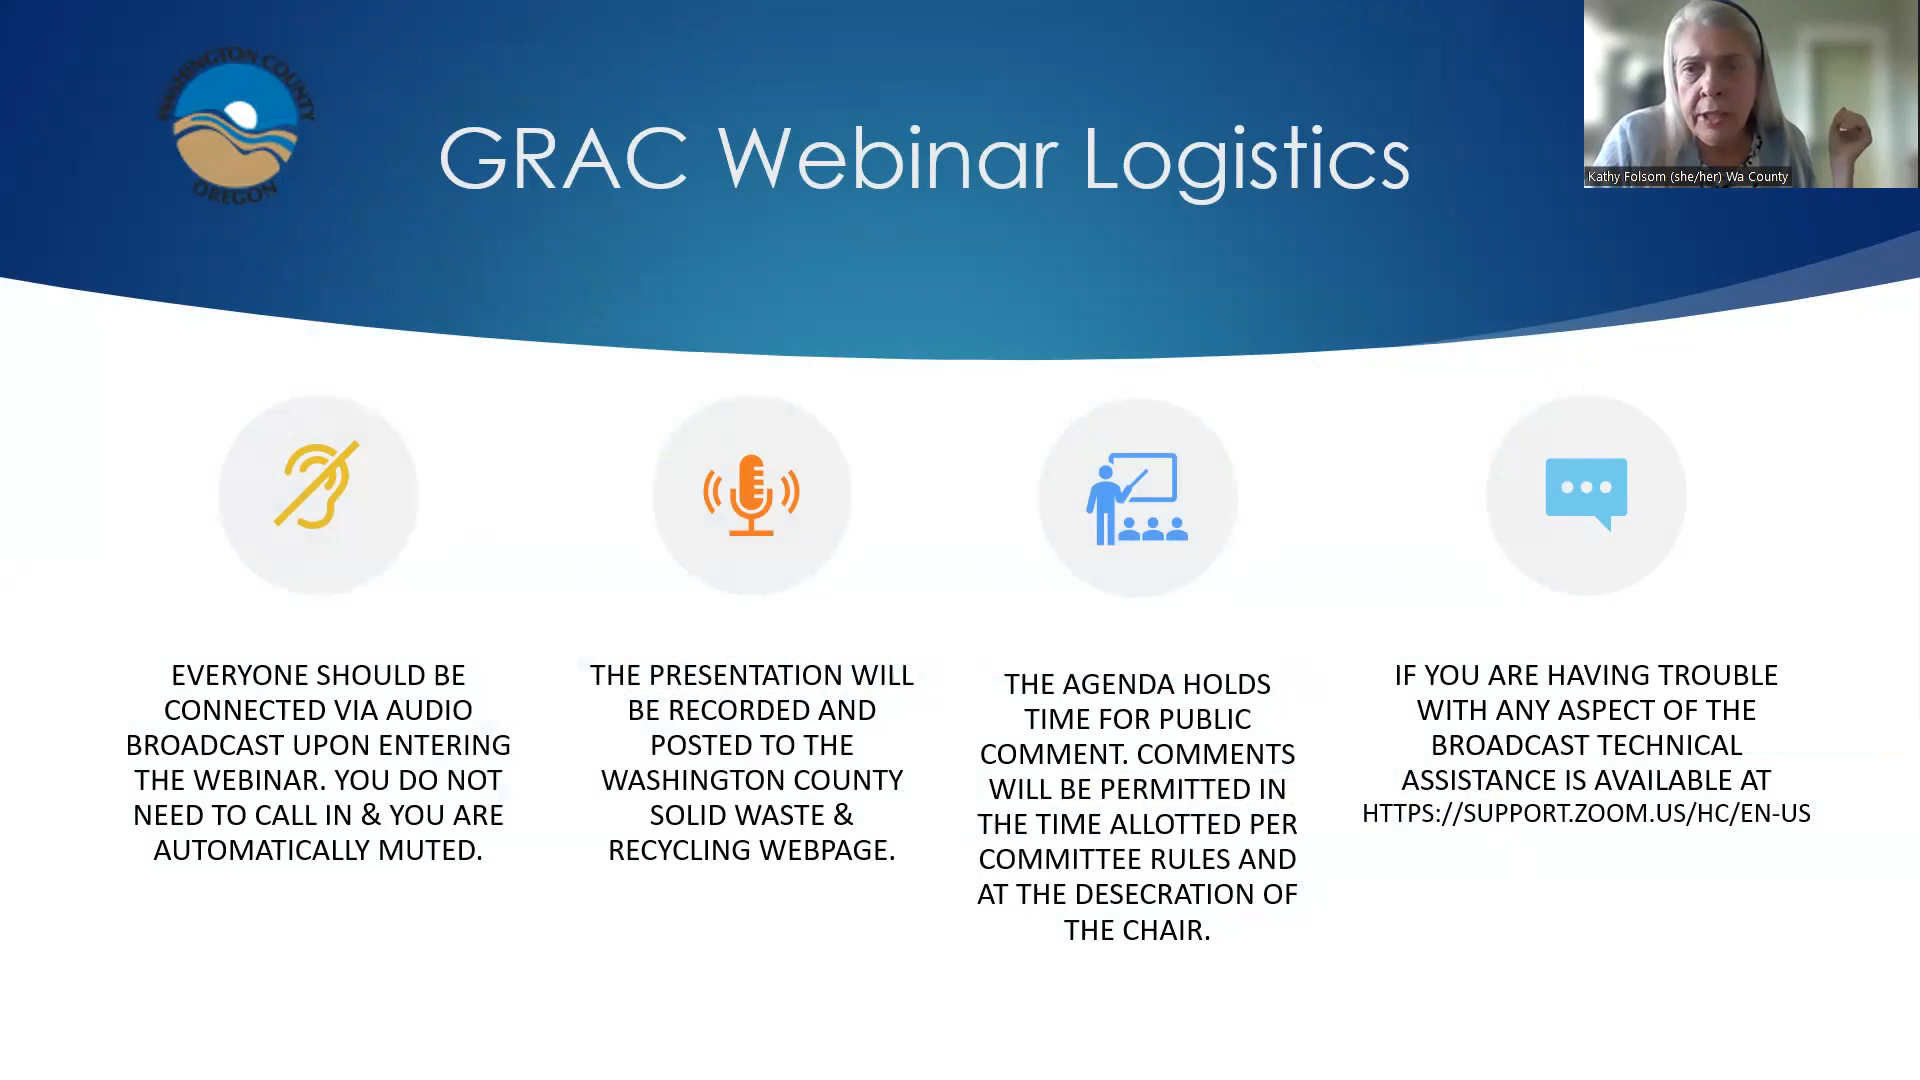 WASHINGTON COUNTY
OREGON
GRAC Webinar Logistics
Kathy Folsom (she/her) Wa County
EVERYONE SHOULD BE
CONNECTED VIA AUDIO
BROADCAST UPON ENTERING
THE WEBINAR. YOU DO NOT
NEED TO CALL IN & YOU ARE
AUTOMATICALLY MUTED.
THE PRESENTATION WILL
BE RECORDED AND
POSTED TO THE
WASHINGTON COUNTY
SOLID WASTE &
RECYCLING WEBPAGE.
THE AGENDA HOLDS
TIME FOR PUBLIC
COMMENT. COMMENTS
WILL BE PERMITTED IN
THE TIME ALLOTTED PER
COMMITTEE RULES AND
AT THE DESECRATION OF
THE CHAIR.
IF YOU ARE HAVING TROUBLE
WITH ANY ASPECT OF THE
BROADCAST TECHNICAL
ASSISTANCE IS AVAILABLE AT
HTTPS://SUPPORT.ZOOM.US/HC/EN-US